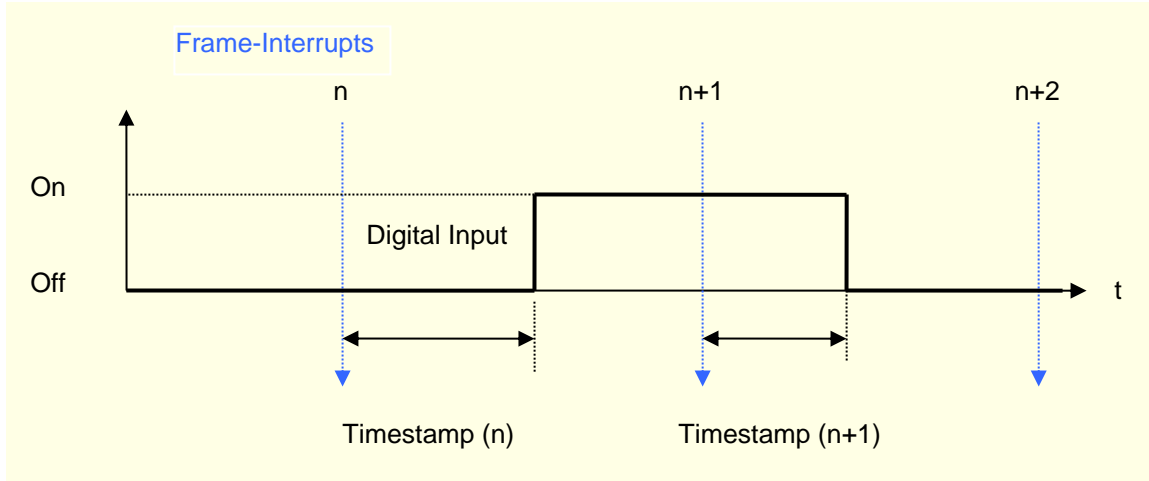 Frame-Interrupts
n n+1 n+2
On
Digital Input
Off
t
Timestamp (n) Timestamp (n+1)